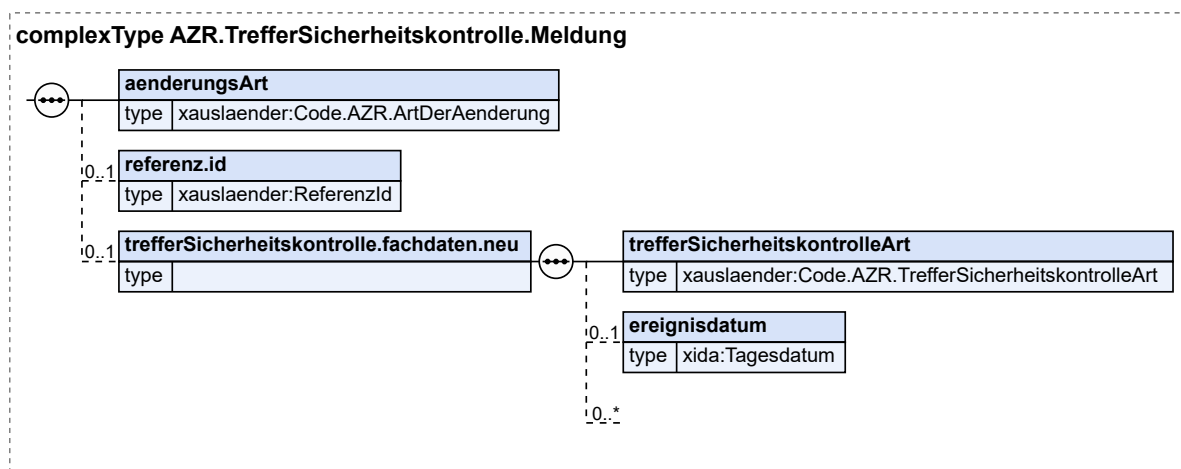 complexType AZR.TrefferSicherheitskontrolle.Meldung
aenderungsArt
type xauslaender:Code.AZR.ArtDerAenderung
0..1 referenz.id
type xauslaender:ReferenzId
0..1 trefferSicherheitskontrolle.fachdaten.neu
type
trefferSicherheitskontrolleArt
type xauslaender:Code.AZR.TrefferSicherheitskontrolleArt
0..1 ereignisdatum
type xida:Tagesdatum
0..*